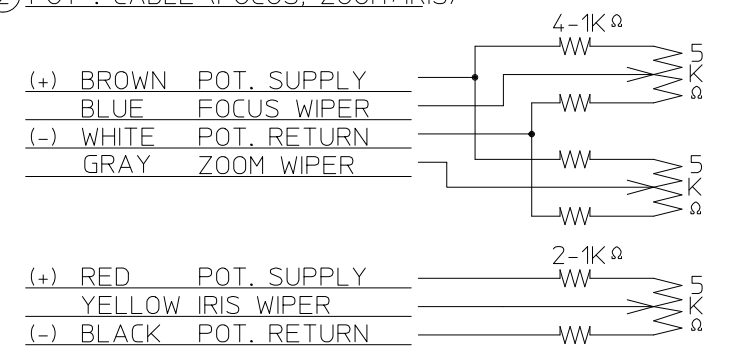 POT. CABLE (FOCUS, ZOOM+IRIS)
4-1KΩ
(+) BROWN POT. SUPPLY
BLUE FOCUS WIPER
(-) WHITE POT. RETURN
GRAY ZOOM WIPER
5
K
Ω
5
K
Ω
2-1KΩ
(+) RED POT. SUPPLY
YELLOW IRIS WIPER
(-) BLACK POT. RETURN
5
K
Ω